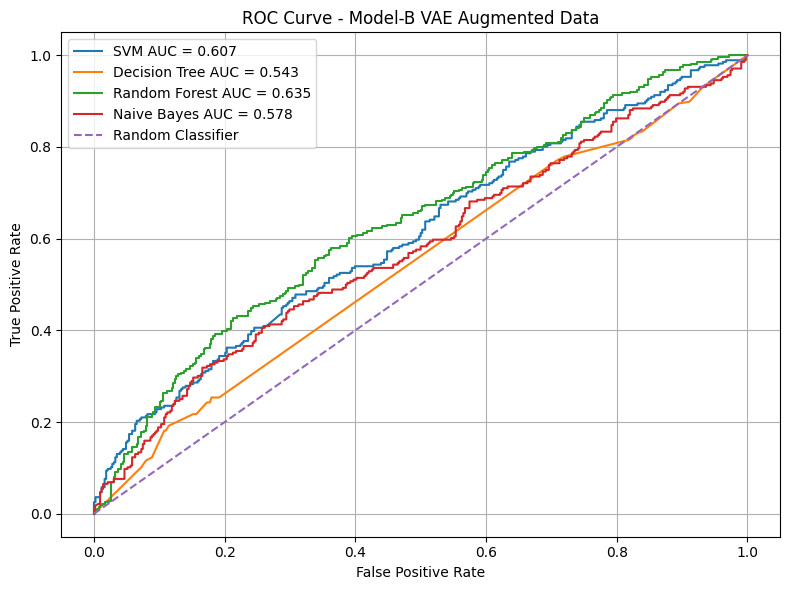 ROC Curve - Model-B VAE Augmented Data
SVM AUC = 0.607
Decision Tree AUC = 0.543
Random Forest AUC = 0.635
Naive Bayes AUC = 0.578
Random Classifier
True Positive Rate
1.0
0.8
0.6
0.4
0.2
0.0
0.0 0.2 0.4 0.6 0.8 1.0
False Positive Rate